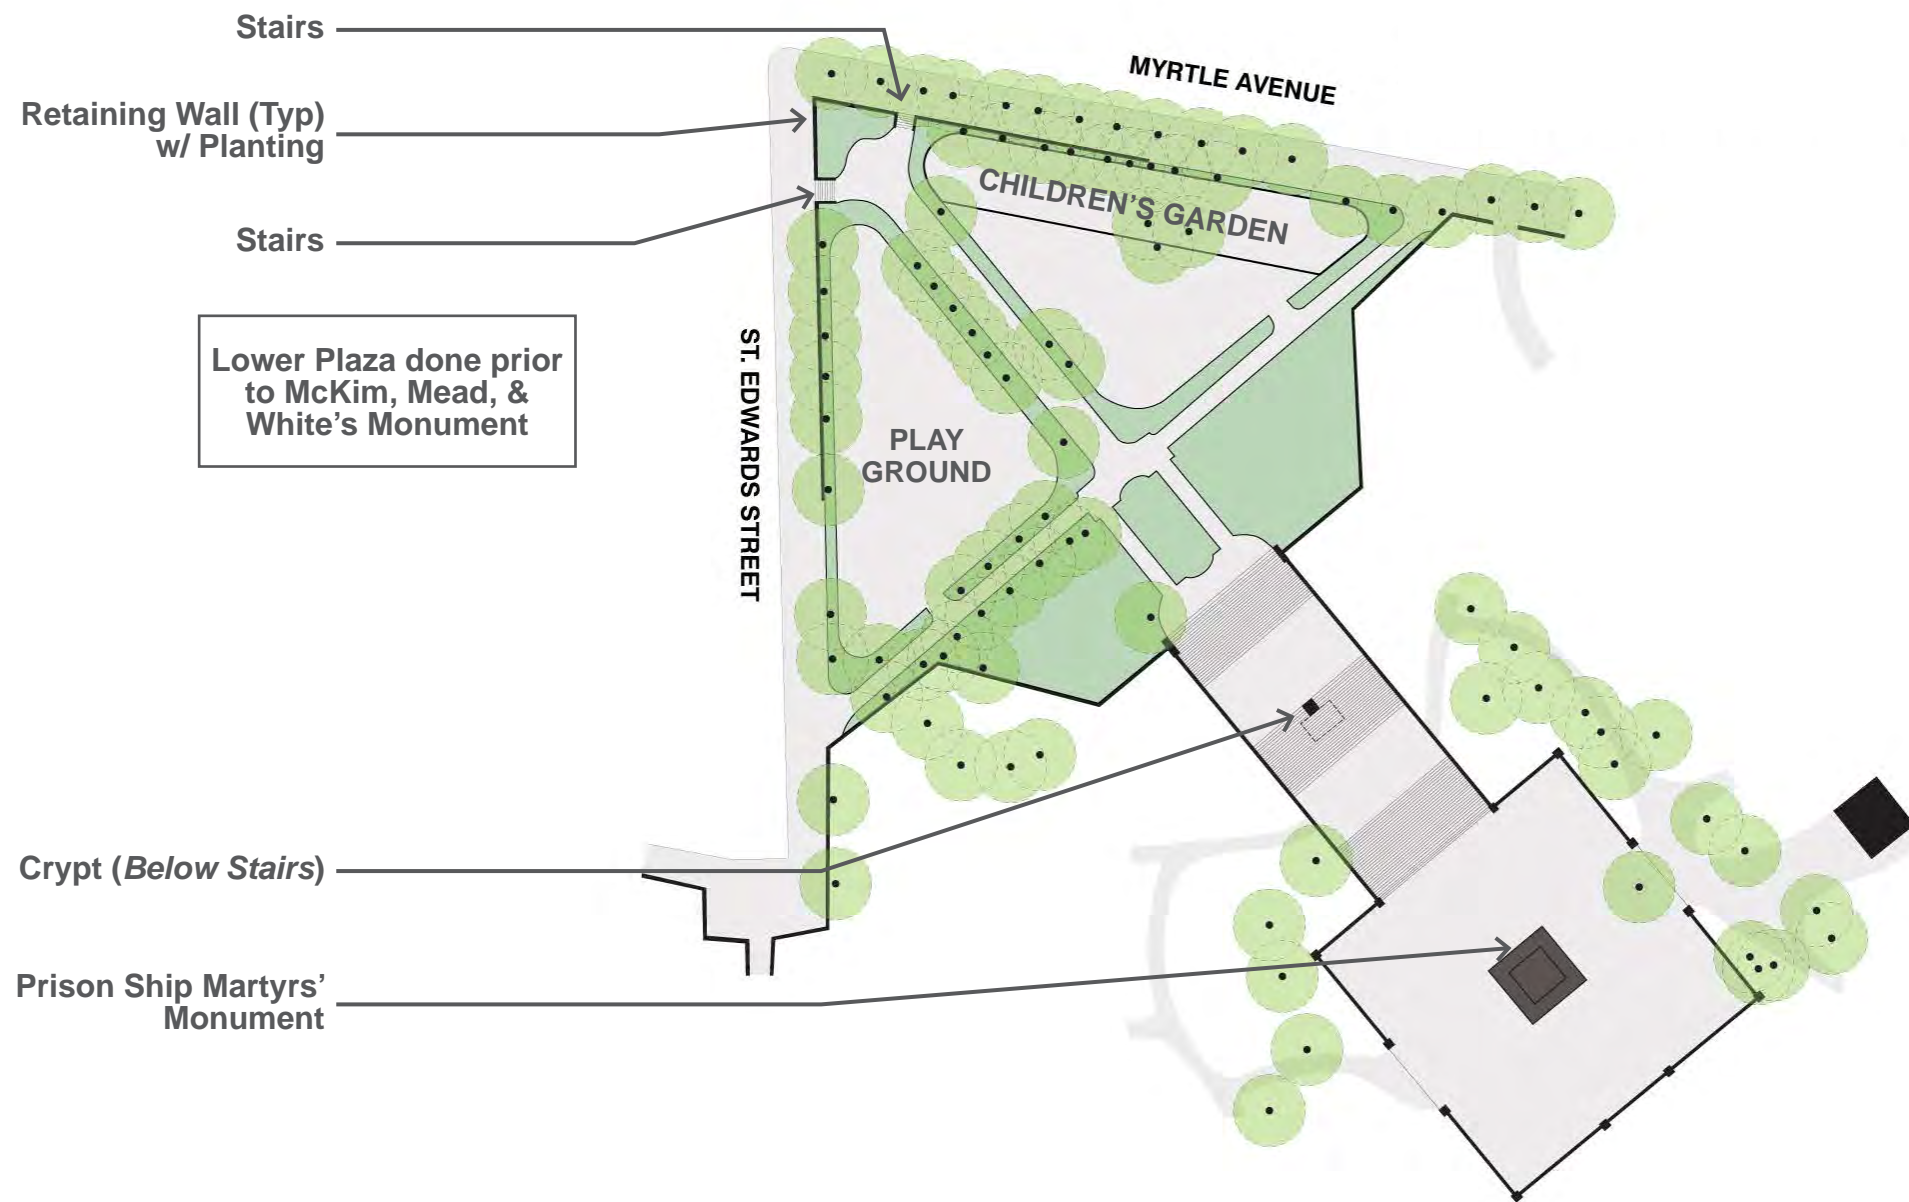 Stairs
MYRTLE AVENUE
Retaining Wall (Typ)
w/ Planting
CHILDREN'S GARDEN
Stairs
Lower Plaza done prior
to McKim, Mead, &
White's Monument
ST. EDWARDS STREET
PLAY
GROUND
Crypt (Below Stairs)
Prison Ship Martyrs'
Monument